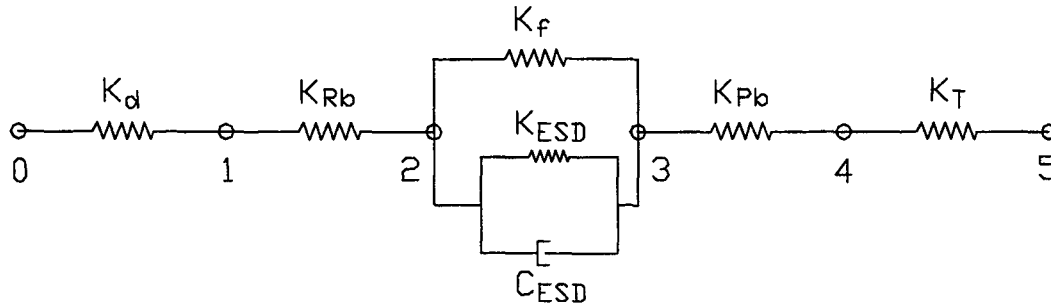 K_f
K_d K_Rb K_Pb K_T
K_ESD
0 1 2 3 4 5
C_ESD